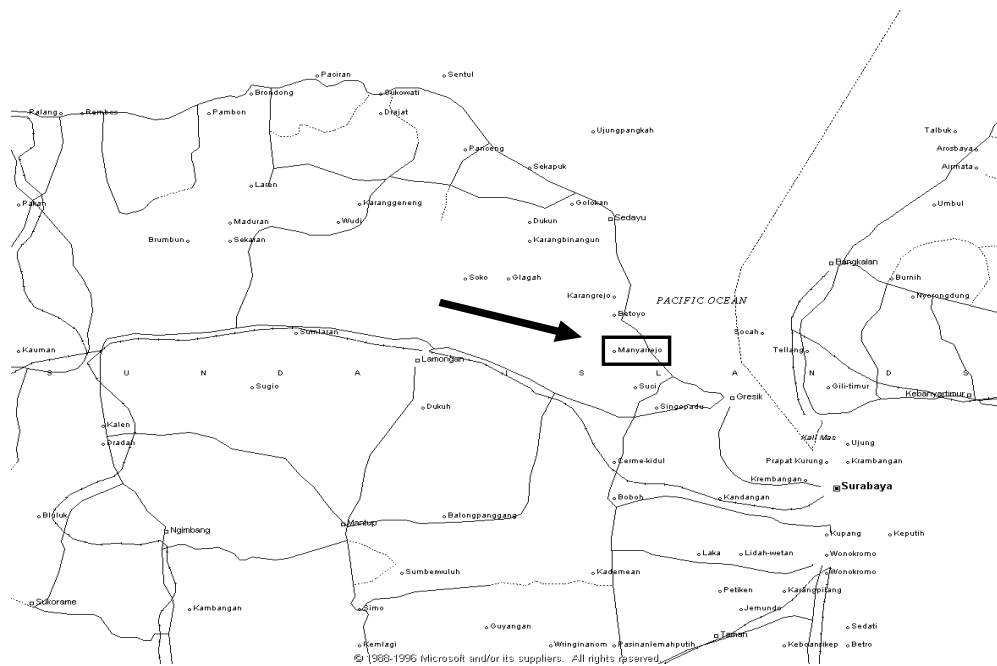 Paciran
Sentul
Brondong
Sukowati
Palang
Rembes
Pambon
Drajat
Ujungpangkah
Talbuk
Panceng
Arosbaya
Sekapuk
Airmata
Laren
Pakan
Karanggeneng
Golokan
Umbul
Maduran
Wudi
Dukun
Sedayu
Brumbun
Sekaran
Karangbinangun
Bangkalan
Soko
Glagah
Burnih
Karangrejo
PACIFIC OCEAN
Nyorongdung
Betoyo
Sumlaran
Socah
Kauman
Manyarrejo
Tellang
Lamongan
S U N D A I S L A N D S
Sugio
Suci
Gili-timur
Gresik
Kebanyartimur
Dukuh
Singopadu
Kalen
Kali Mas
Dradah
Ujung
Cerme-kidul
Prapat Kurung
Krambangan
Krembangan
Surabaya
Boboh
Kandangan
Bluluk
Mantup
Balongpanggang
Ngimbang
Kupang
Keputih
Laka
Lidah-wetan
Wonokromo
Sumberwuluh
Kademean
Wonokromo
Petiken
Karangpitang
Sukorame
Kambangan
Simo
Jemundo
Guyangan
Sedati
Taman
Kemlagi
Wringinanom
Pasinanlemahputih
Kebonsikep
Betro
© 1988-1996 Microsoft and/or its suppliers. All rights reserved.